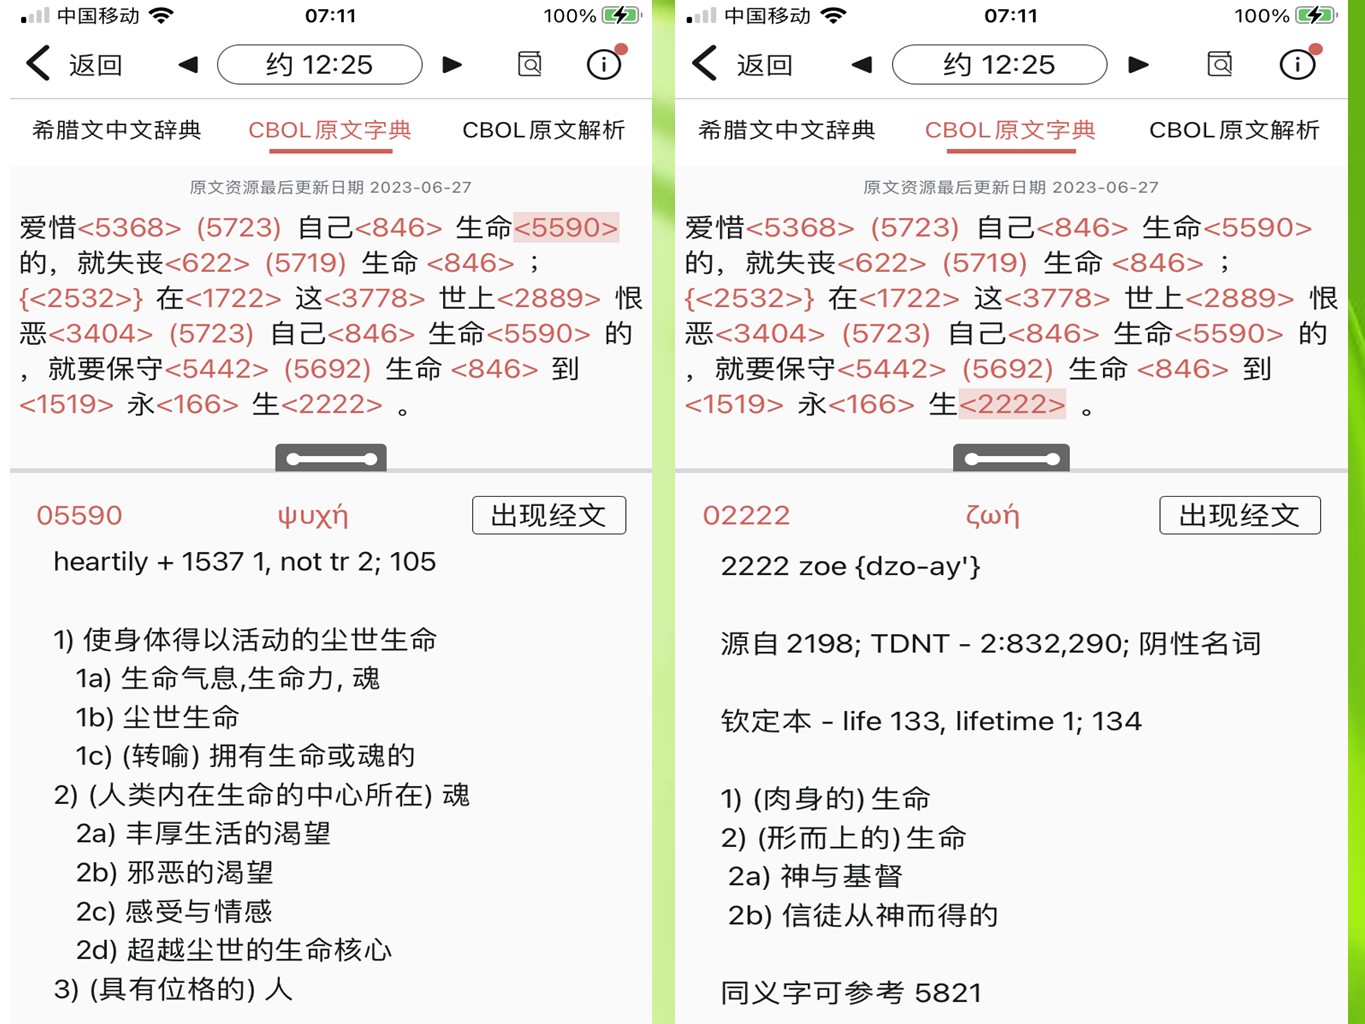 中国移动 07:11 100%
返回 ◀ 约 12:25 ▶
希腊文中文辞典 CBOL原文字典 CBOL原文解析
原文资源最后更新日期 2023-06-27
爱惜<5368> (5723) 自己<846> 生命<5590>
的，就失丧<622> (5719) 生命 <846> ；
{<2532>} 在<1722> 这<3778> 世上<2889> 恨
恶<3404> (5723) 自己<846> 生命<5590> 的
，就要保守<5442> (5692) 生命 <846> 到
<1519> 永<166> 生<2222> 。
05590 ψυχή 出现经文
heartily + 1537 1, not tr 2; 105
1) 使身体得以活动的尘世生命
1a) 生命气息,生命力, 魂
1b) 尘世生命
1c) (转喻) 拥有生命或魂的
2) (人类内在生命的中心所在) 魂
2a) 丰厚生活的渴望
2b) 邪恶的渴望
2c) 感受与情感
2d) 超越尘世的生命核心
3) (具有位格的) 人
中国移动 07:11 100%
返回 ◀ 约 12:25 ▶
希腊文中文辞典 CBOL原文字典 CBOL原文解析
原文资源最后更新日期 2023-06-27
爱惜<5368> (5723) 自己<846> 生命<5590>
的，就失丧<622> (5719) 生命 <846> ；
{<2532>} 在<1722> 这<3778> 世上<2889> 恨
恶<3404> (5723) 自己<846> 生命<5590> 的
，就要保守<5442> (5692) 生命 <846> 到
<1519> 永<166> 生<2222> 。
02222 ζωή 出现经文
2222 zoe {dzo-ay'}
源自 2198; TDNT - 2:832,290; 阴性名词
钦定本 - life 133, lifetime 1; 134
1) (肉身的) 生命
2) (形而上的) 生命
2a) 神与基督
2b) 信徒从神而得的
同义字可参考 5821